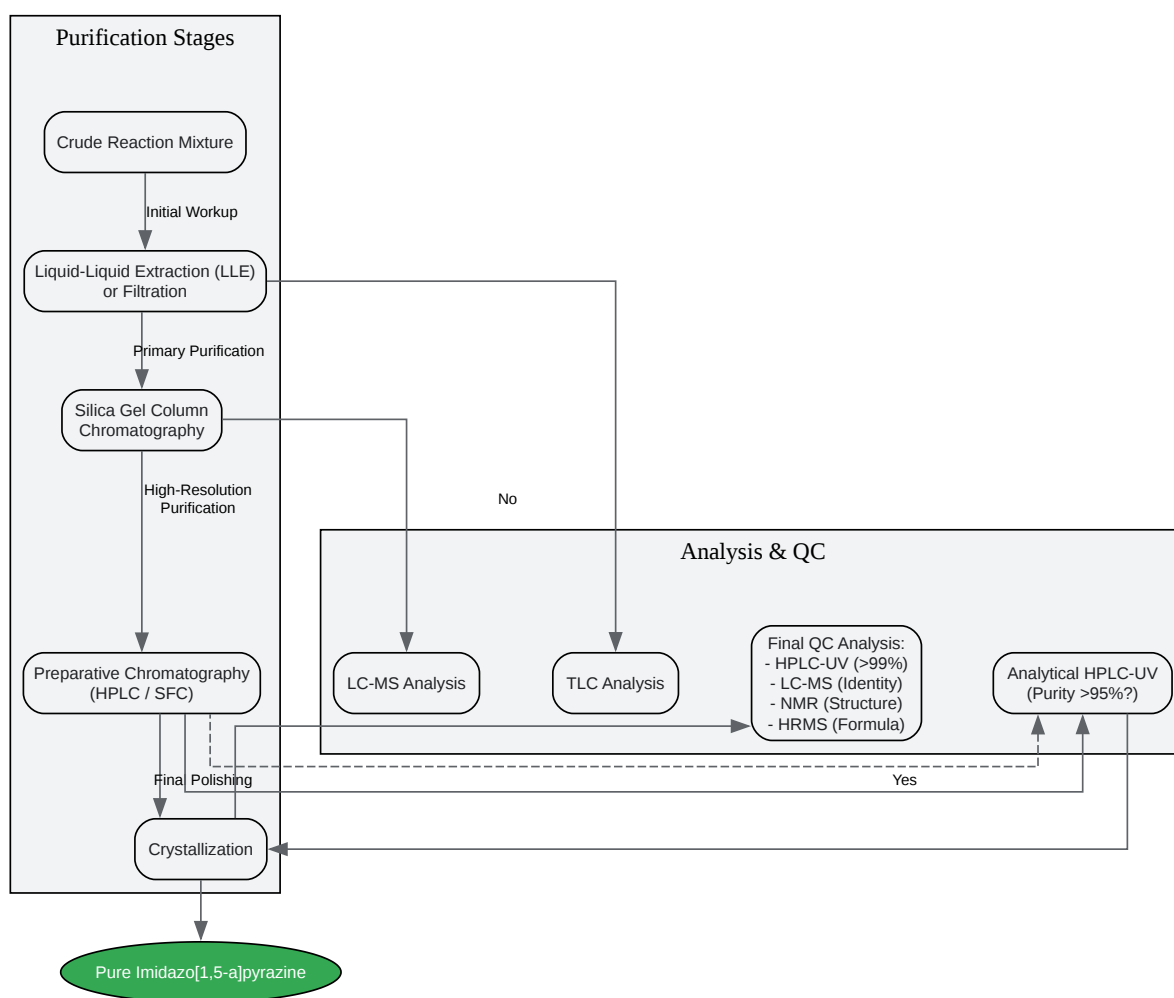 Purification Stages
Crude Reaction Mixture
Initial Workup
Liquid-Liquid Extraction (LLE)
or Filtration
Primary Purification
Silica Gel Column
Chromatography
High-Resolution
Purification
No
Analysis & QC
Preparative Chromatography
(HPLC / SFC)
LC-MS Analysis
TLC Analysis
Final QC Analysis:
- HPLC-UV (>99%)
- LC-MS (Identity)
- NMR (Structure)
- HRMS (Formula)
Analytical HPLC-UV
(Purity >95%?)
Final Polishing
Yes
Crystallization
Pure Imidazo[1,5-a]pyrazine